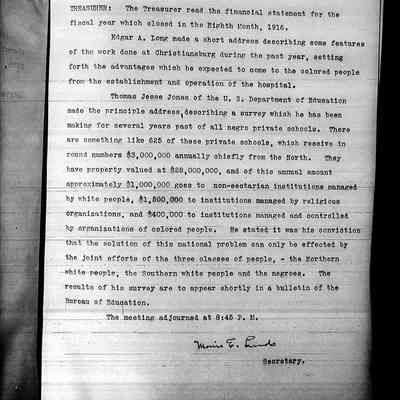 TREASURER: The Treasurer read the financial statement for the
fiscal year which closed in the Eighth Month, 1916.
Edgar A. Long made a short address describing some features
of the work done at Christiansburg during the past year, setting
forth the advantages which he expected to come to the colored people
from the establishment and operation of the hospital.
Thomas Jesse Jones of the U. S. Department of Education
made the principle address,describing a survey which he has been
making for several years past of all negro private schools. There
are something like 625 of these private schools, which receive in
round numbers $3,000,000 annually chiefly from the North. They
have property valued at $28,000,000, and of this annual amount
approximately $1,000,000 goes to non-sectarian institutions managed
by white people, $1,500,000 to institutions managed by religious
organizations, and $400,000 to institutions managed and controlled
by organizations of colored people. He stated it was his conviction
that the solution of this national problem can only be effected by
the joint efforts of the three classes of people, - the Northern
white people, the Southern white people and the negroes. The
results of his survey are to appear shortly in a bulletin of the
Bureau of Education.
The meeting adjourned at 8:45 P. M.
Morris E. Leeds
Secretary.